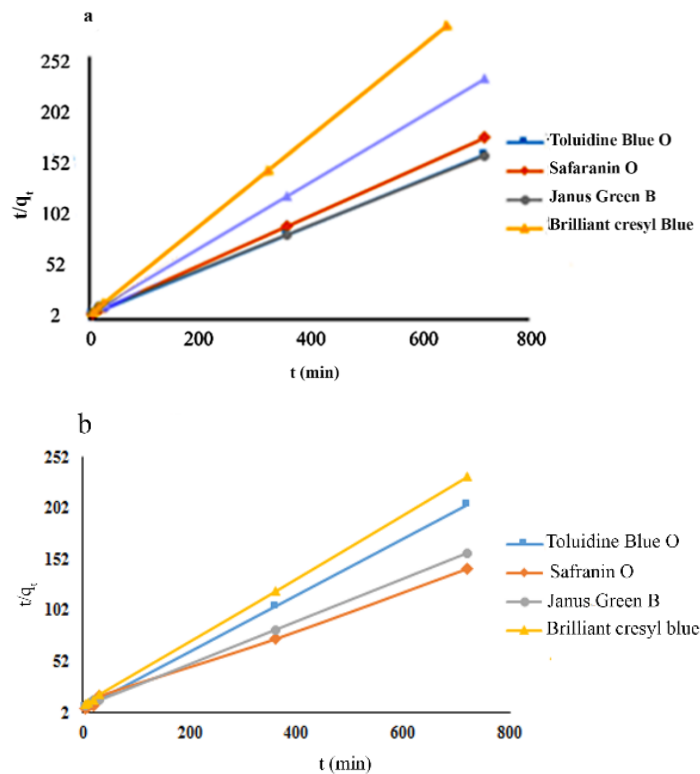 a
252
202
152
102
52
2
t/qt
0
200
400
600
800
t (min)
Toluidine Blue O
Safaranin O
Janus Green B
Brilliant cresyl Blue
b
252
202
152
102
52
2
t/qt
0
200
400
600
800
t (min)
Toluidine Blue O
Safranin O
Janus Green B
Brilliant cresyl blue